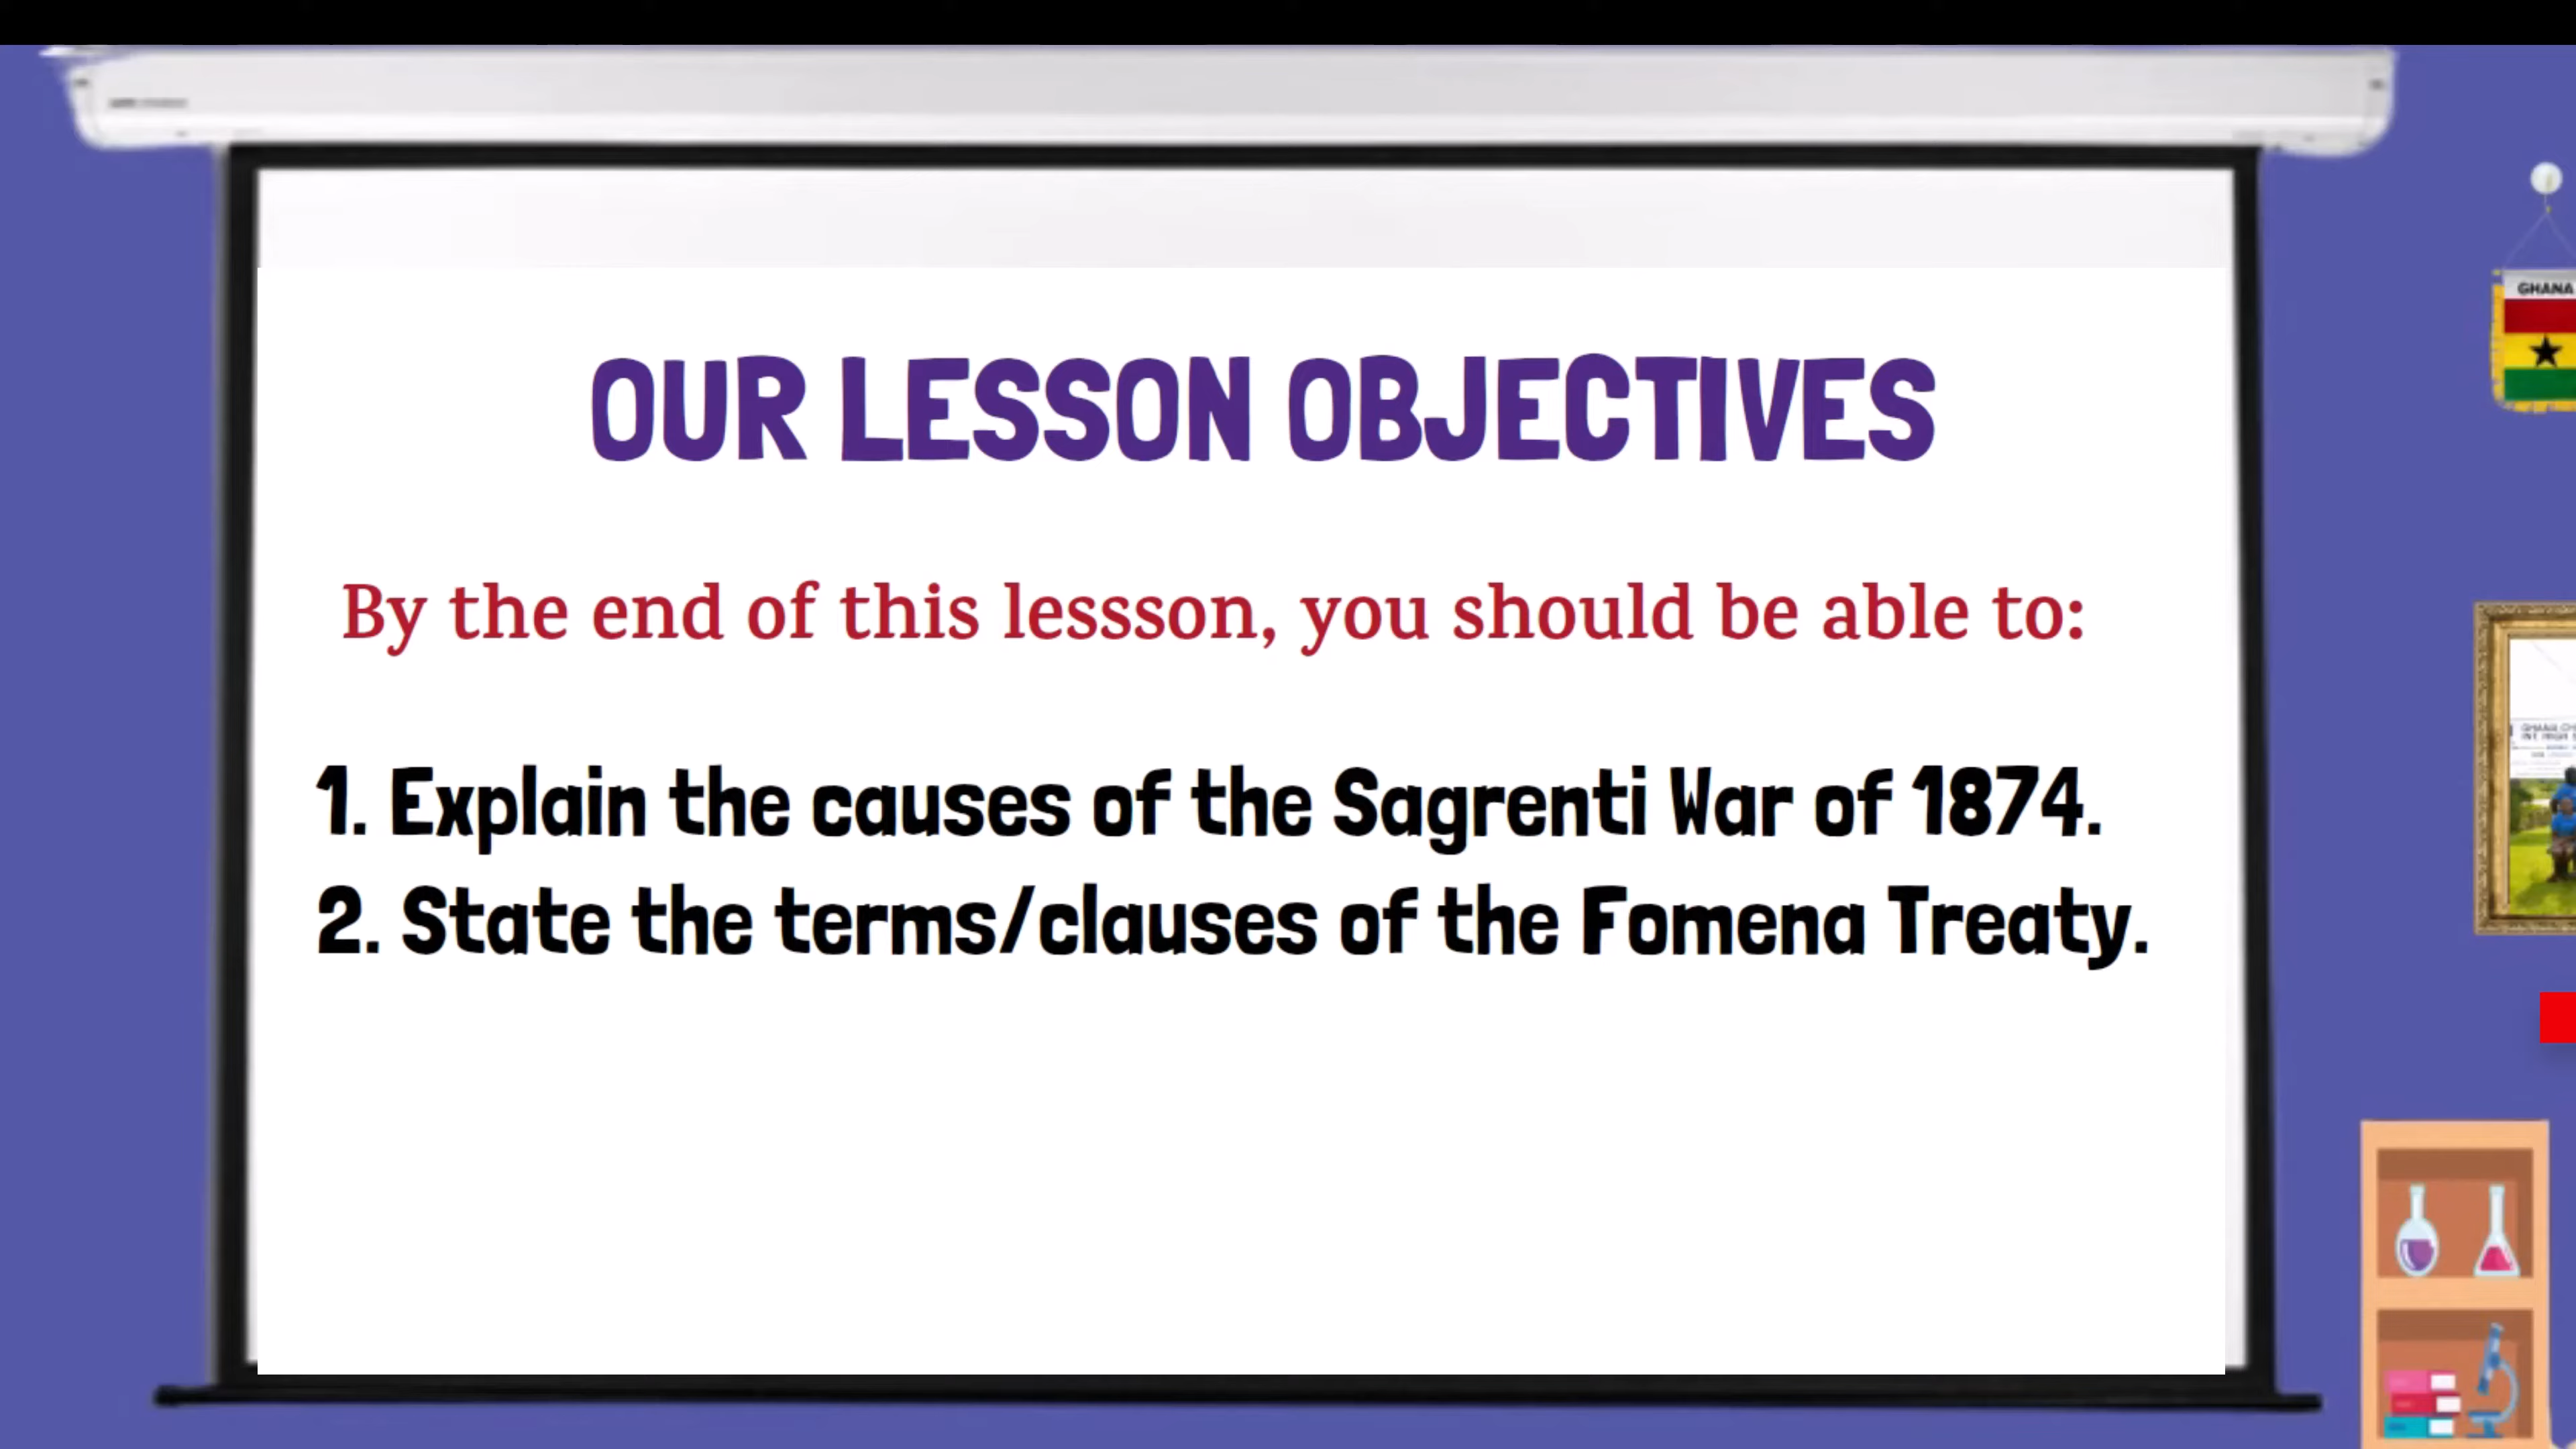 OUR LESSON OBJECTIVES
GHANA
By the end of this lessson, you should be able to:
1. Explain the causes of the Sagrenti War of 1874.
2. State the terms/clauses of the Fomena Treaty.